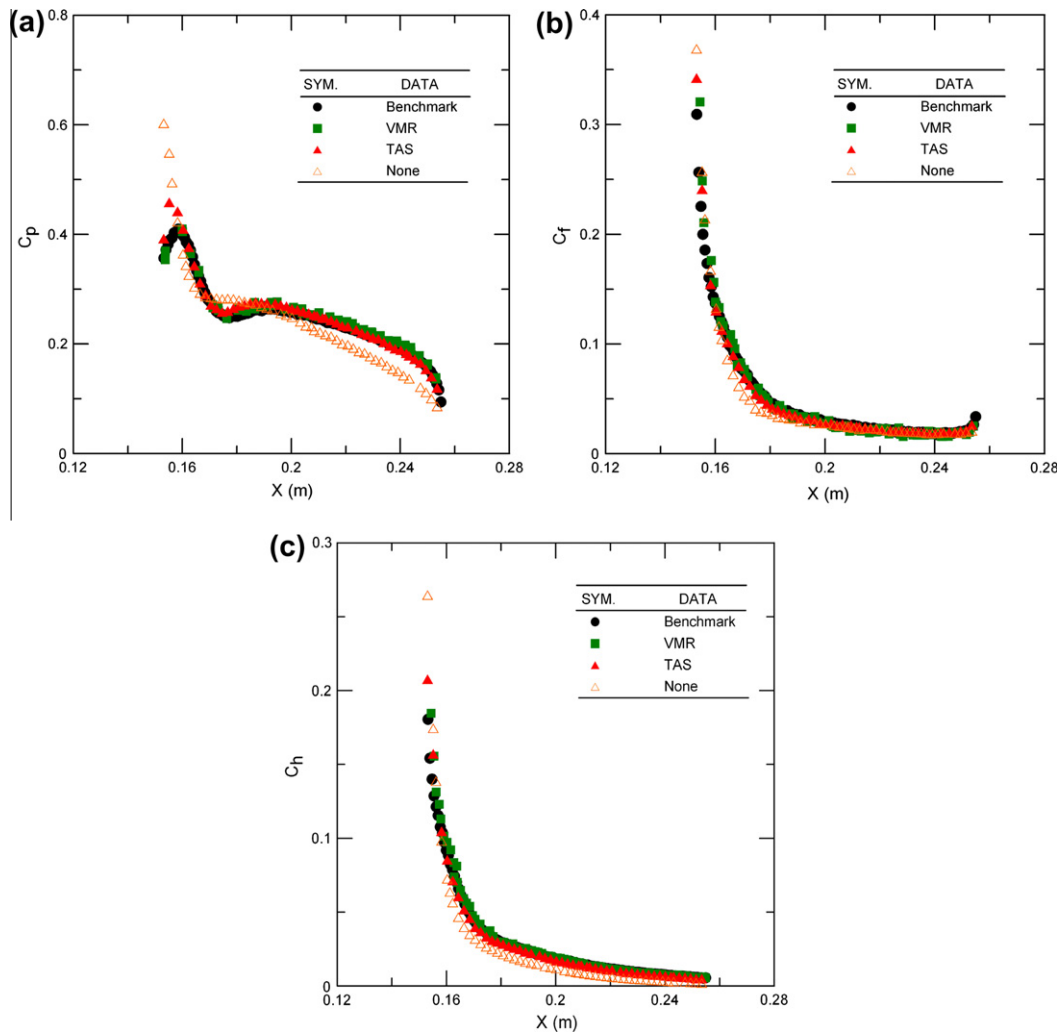 (a)
0.8
0.6
0.4
0.2
0
Cp
SYM. DATA
Benchmark
VMR
TAS
None
0.12 0.16 0.2 0.24 0.28
X (m)
(b)
0.4
0.3
0.2
0.1
0
Cf
SYM. DATA
Benchmark
VMR
TAS
None
0.12 0.16 0.2 0.24 0.28
X (m)
(c)
0.3
0.2
0.1
0
Ch
SYM. DATA
Benchmark
VMR
TAS
None
0.12 0.16 0.2 0.24 0.28
X (m)